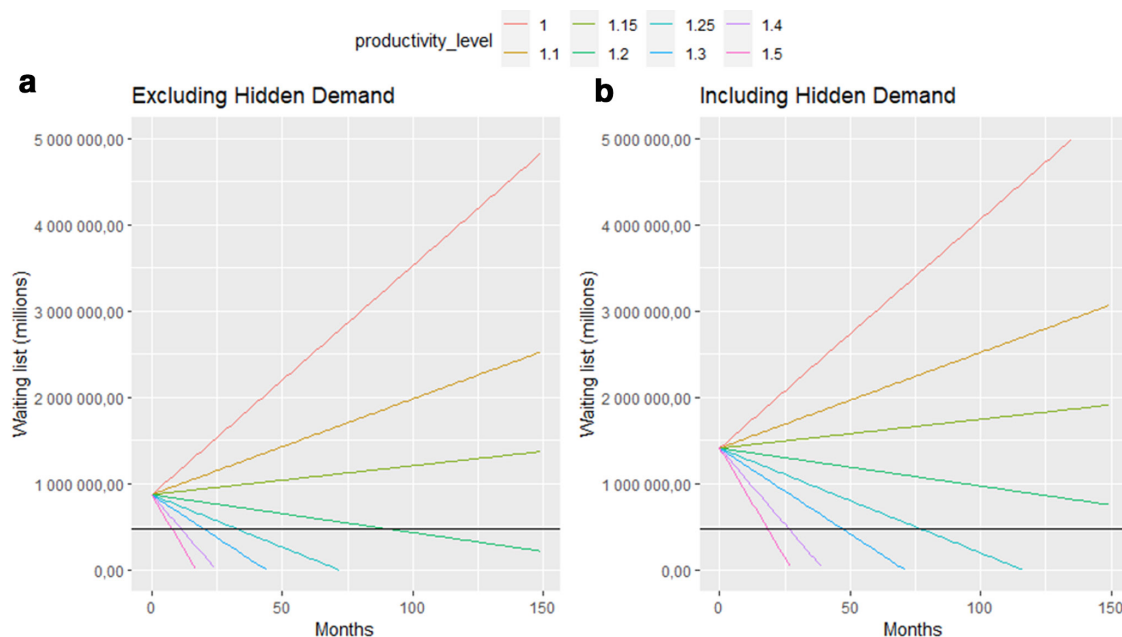 productivity_level
1 1.15 1.25 1.4
1.1 1.2 1.3 1.5
a
Excluding Hidden Demand
5 000 000,00
4 000 000,00
3 000 000,00
2 000 000,00
1 000 000,00
0,00
Waiting list (millions)
0 50 100 150
Months
b
Including Hidden Demand
5 000 000,00
4 000 000,00
3 000 000,00
2 000 000,00
1 000 000,00
0,00
Waiting list (millions)
0 50 100 150
Months